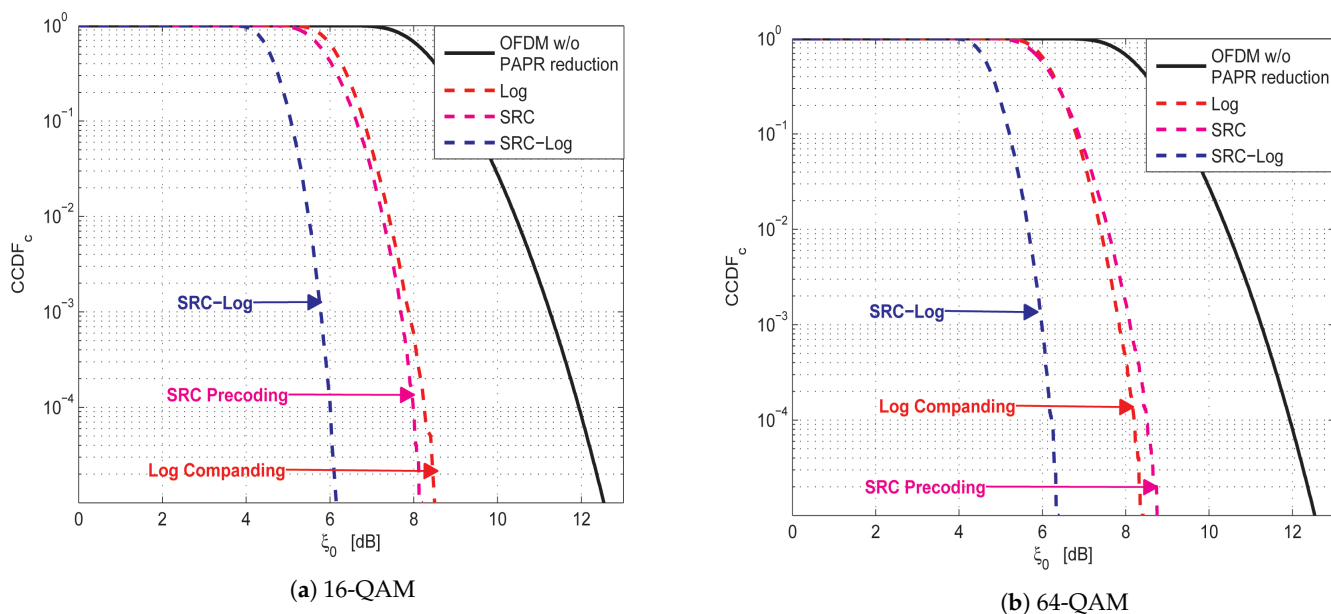 10^0
10^-1
10^-2
10^-3
10^-4
CCDF_c
0 2 4 6 8 10 12
ξ_0 [dB]
OFDM w/o
PAPR reduction
Log
SRC
SRC−Log
SRC−Log
SRC Precoding
Log Companding
(a) 16-QAM
10^0
10^-1
10^-2
10^-3
10^-4
CCDF_c
0 2 4 6 8 10 12
ξ_0 [dB]
OFDM w/o
PAPR reduction
Log
SRC
SRC−Log
SRC−Log
Log Companding
SRC Precoding
(b) 64-QAM